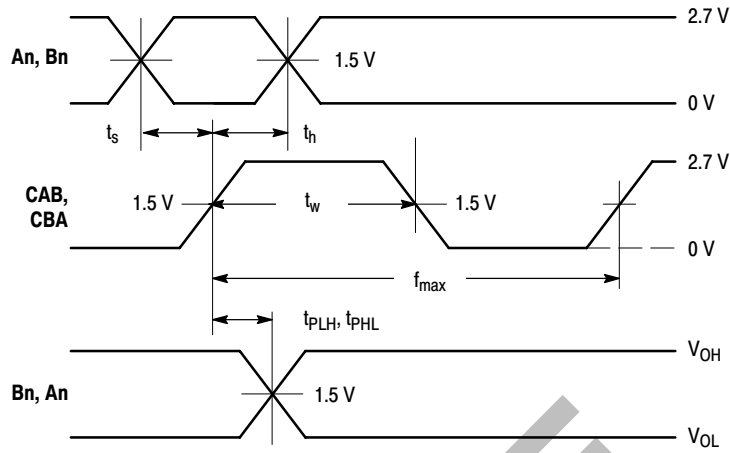 2.7 V
An, Bn
1.5 V
0 V
ts
th
2.7 V
CAB,
CBA
1.5 V
tw
1.5 V
0 V
fmax
tPLH, tPHL
VOH
Bn, An
1.5 V
VOL